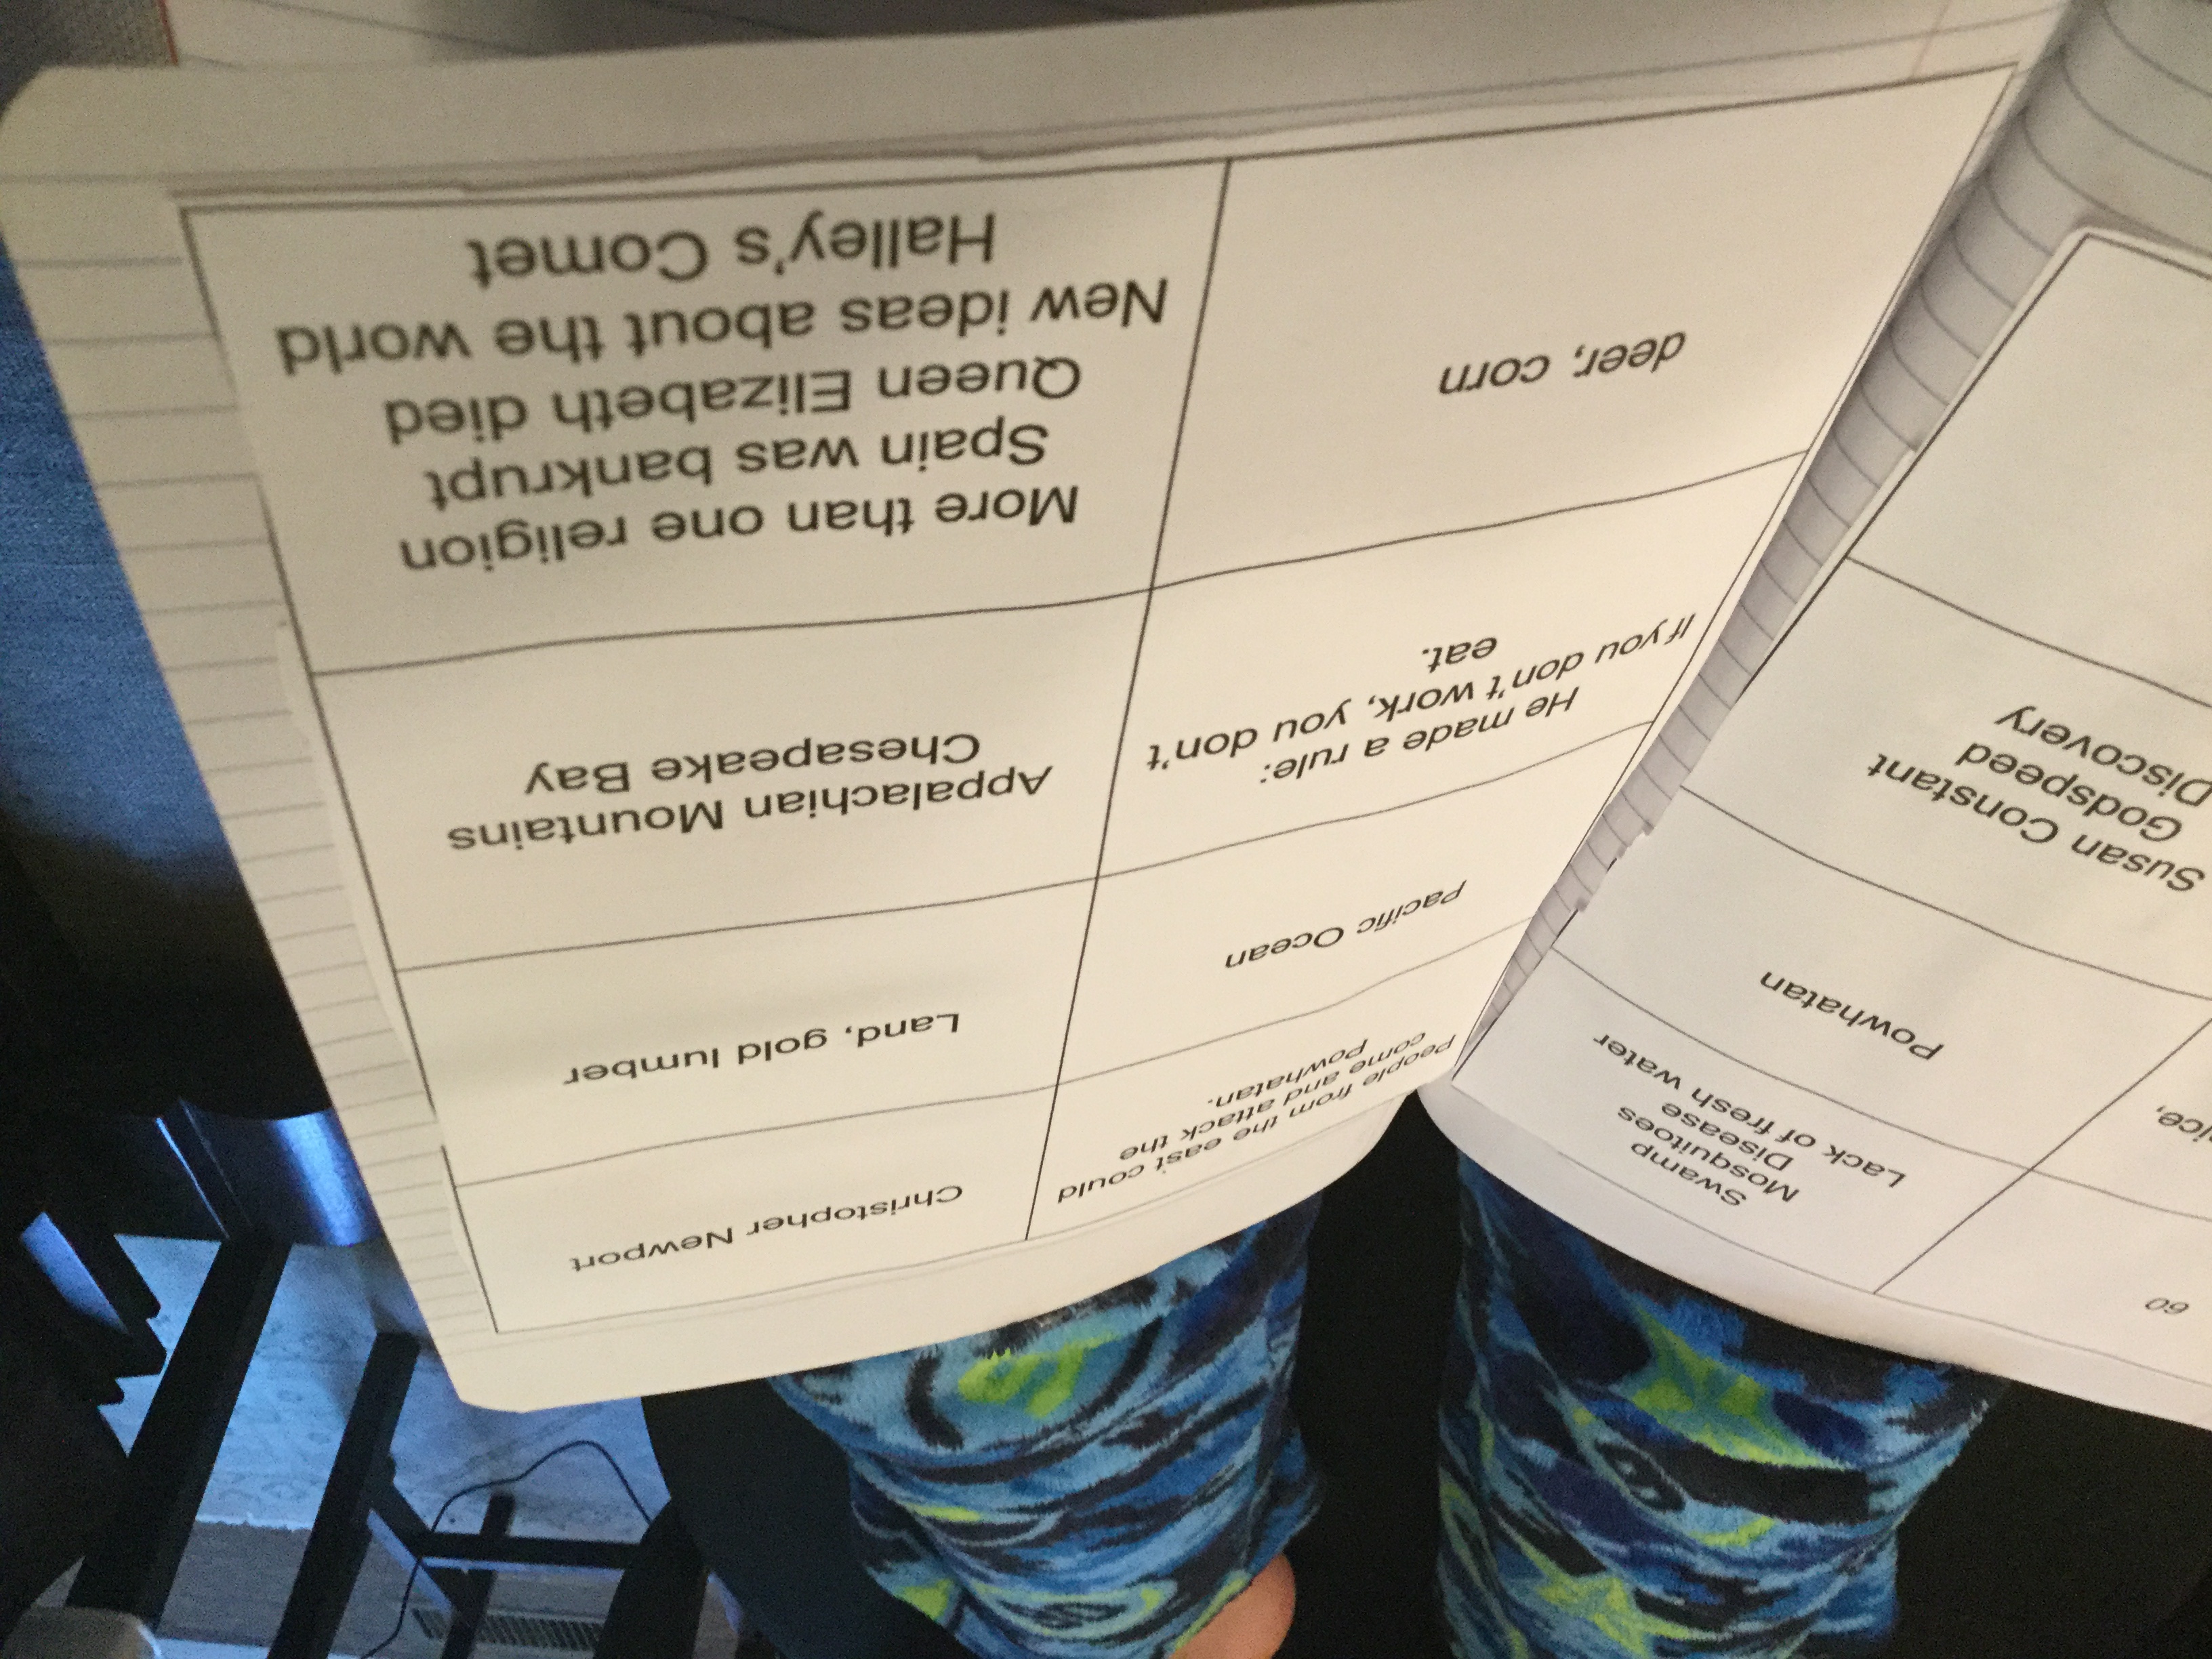 60
Swamp
Mosquitoes
Disease
Lack of fresh water
Powhatan
Susan Constant
Godspeed
Discovery
People from the east could
come and attack the
Powhatan.
Christopher Newport
Pacific Ocean
Land, gold lumber
He made a rule:
If you don't work, you don't
eat.
Appalachian Mountains
Chesapeake Bay
deer, corn
More than one religion
Spain was bankrupt
Queen Elizabeth died
New ideas about the world
Halley's Comet